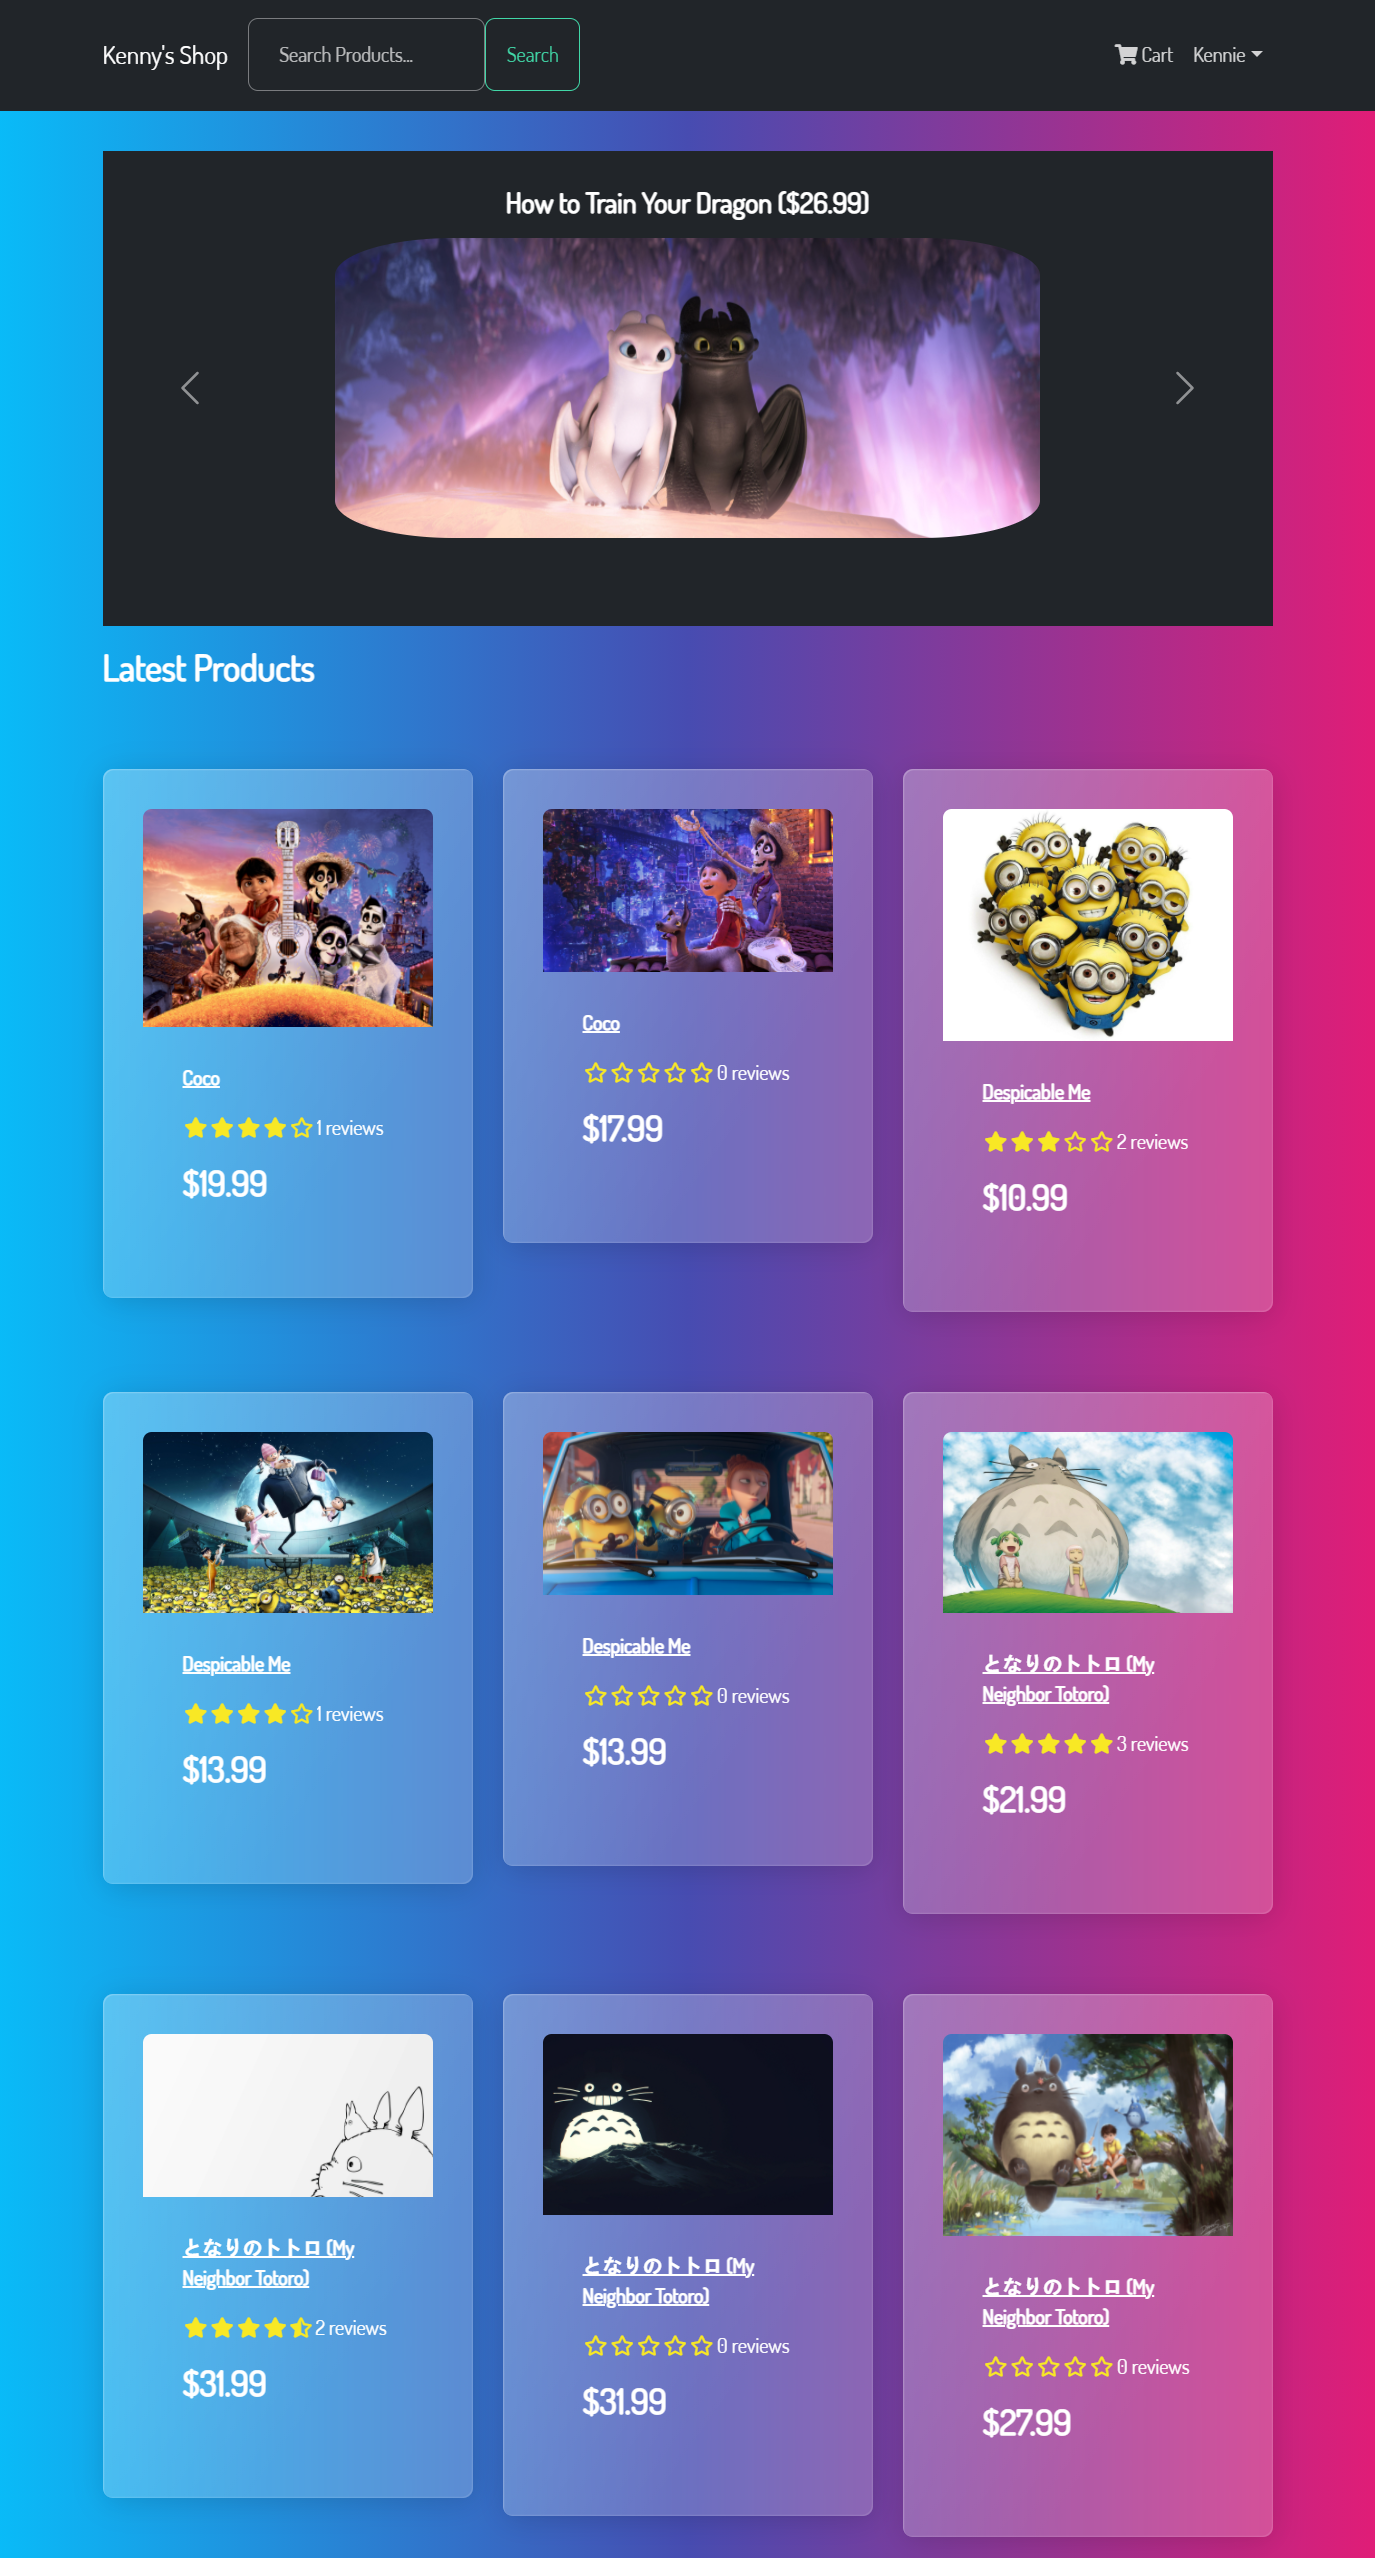 Kenny's Shop
Search Products...
Search
Cart
Kennie
How to Train Your Dragon ($26.99)
Latest Products
Coco
1 reviews
$19.99
Coco
0 reviews
$17.99
Despicable Me
2 reviews
$10.99
Despicable Me
1 reviews
$13.99
Despicable Me
0 reviews
$13.99
となりのトトロ (My
Neighbor Totoro)
3 reviews
$21.99
となりのトトロ (My
Neighbor Totoro)
2 reviews
$31.99
となりのトトロ (My
Neighbor Totoro)
0 reviews
$31.99
となりのトトロ (My
Neighbor Totoro)
0 reviews
$27.99